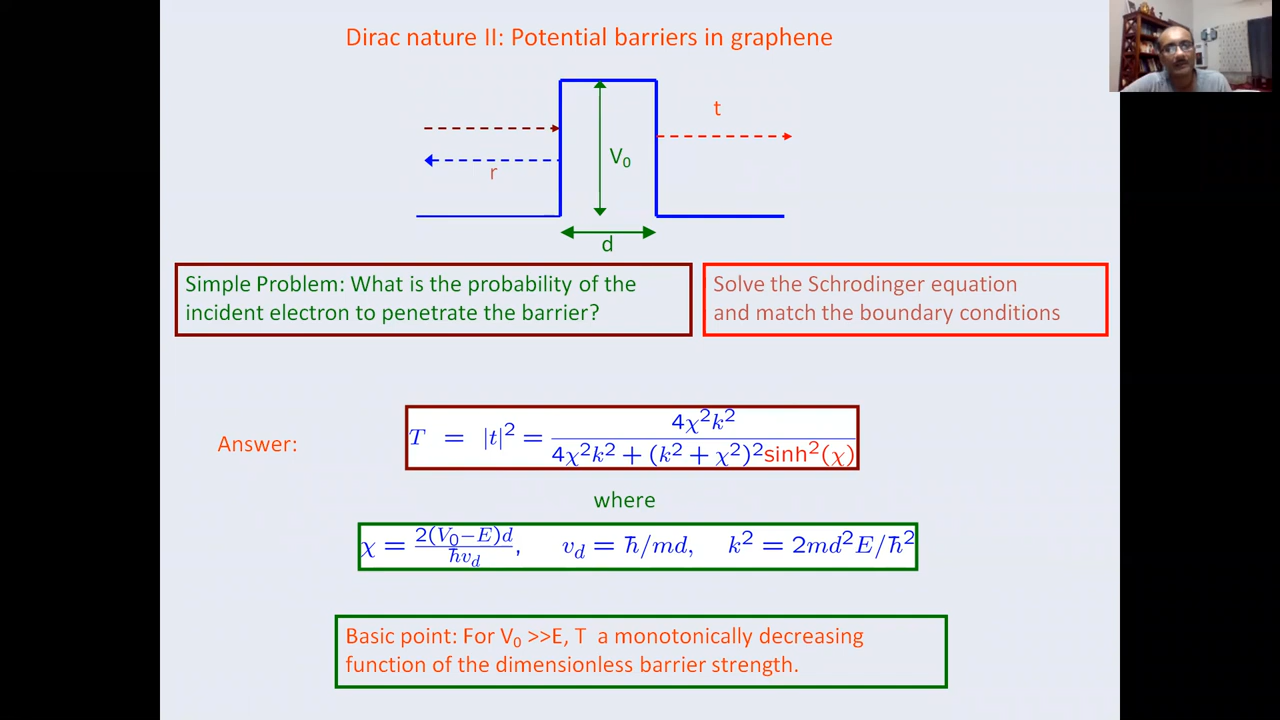 Dirac nature II: Potential barriers in graphene
t
V₀
r
d
Simple Problem: What is the probability of the
incident electron to penetrate the barrier?
Solve the Schrodinger equation
and match the boundary conditions
Answer:
T = |t|² = 4χ²k² / 4χ²k² + (k² + χ²)² sinh²(χ)
where
χ = 2(V₀−E)d / ħv_d, v_d = ħ/md, k² = 2md²E/ħ²
Basic point: For V₀ >>E, T a monotonically decreasing
function of the dimensionless barrier strength.